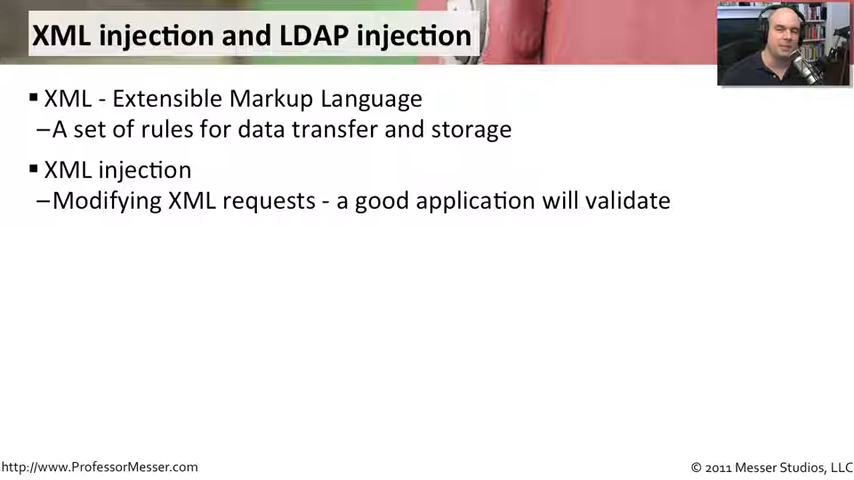 XML injection and LDAP injection
▪ XML - Extensible Markup Language
–A set of rules for data transfer and storage
▪ XML injection
–Modifying XML requests - a good application will validate
http://www.ProfessorMesser.com
© 2011 Messer Studios, LLC